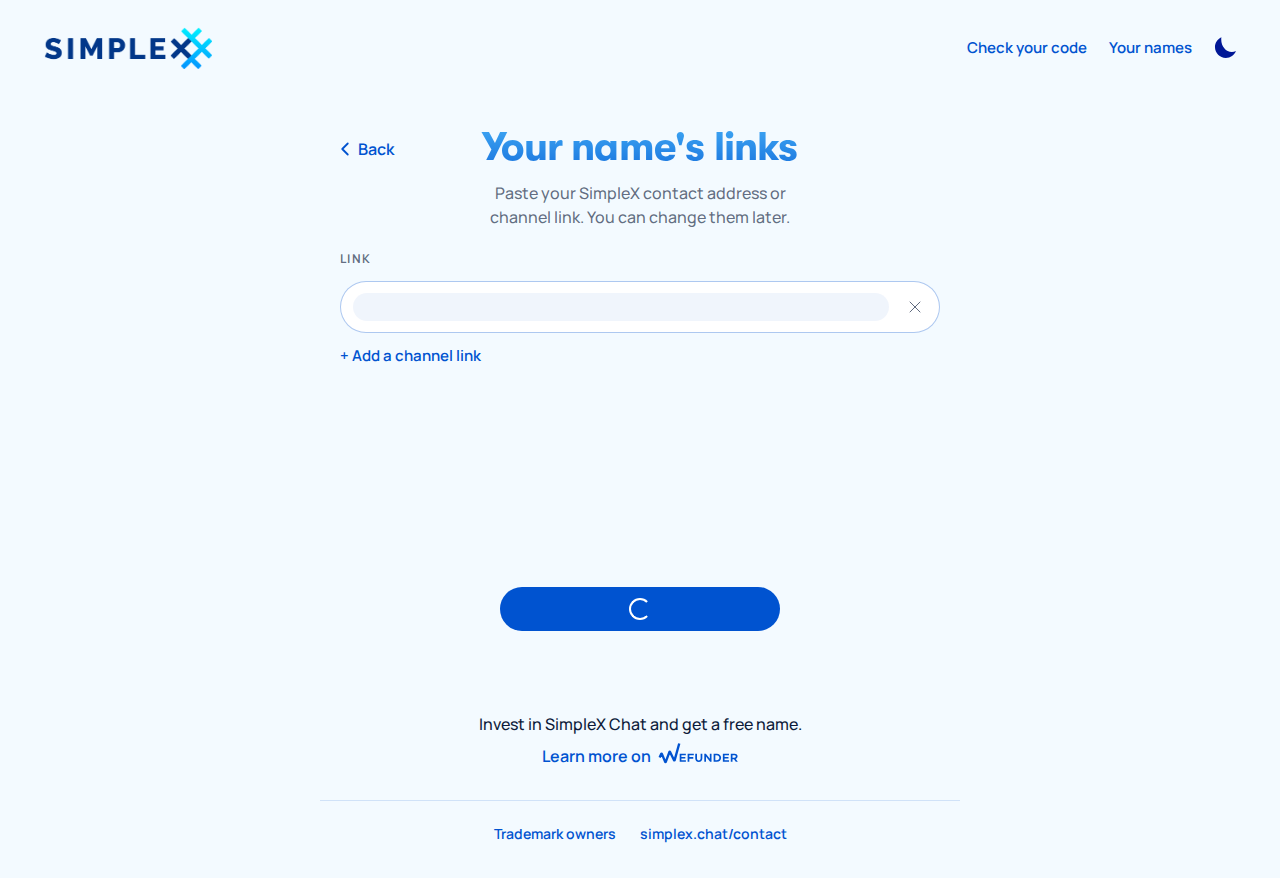 SIMPLEX
Check your code
Your names
Back
Your name's links
Paste your SimpleX contact address or
channel link. You can change them later.
LINK
+ Add a channel link
Invest in SimpleX Chat and get a free name.
Learn more on WEFUNDER
Trademark owners
simplex.chat/contact